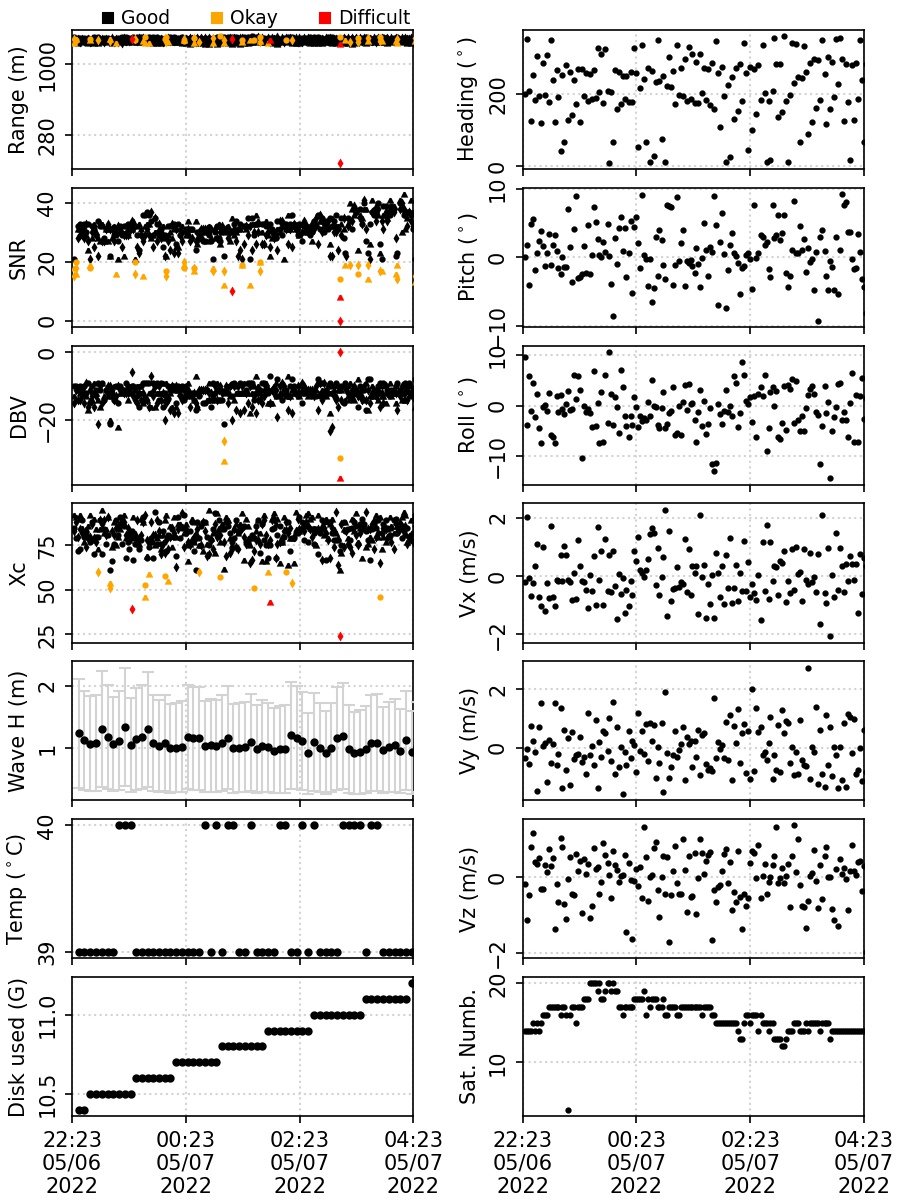 Good Okay Difficult
Range (m)
1000
280
Heading ( ° )
200
0
SNR
40
20
0
Pitch ( ° )
10
0
−10
DBV
0
−20
Roll ( ° )
10
0
−10
Xc
75
50
25
Vx (m/s)
2
0
−2
Wave H (m)
2
1
Vy (m/s)
2
0
Temp ( ° C)
40
39
Vz (m/s)
0
−2
Disk used (G)
11.0
10.5
Sat. Numb.
20
10
22:23 00:23 02:23 04:23
05/06 05/07 05/07 05/07
2022 2022 2022 2022
22:23 00:23 02:23 04:23
05/06 05/07 05/07 05/07
2022 2022 2022 2022